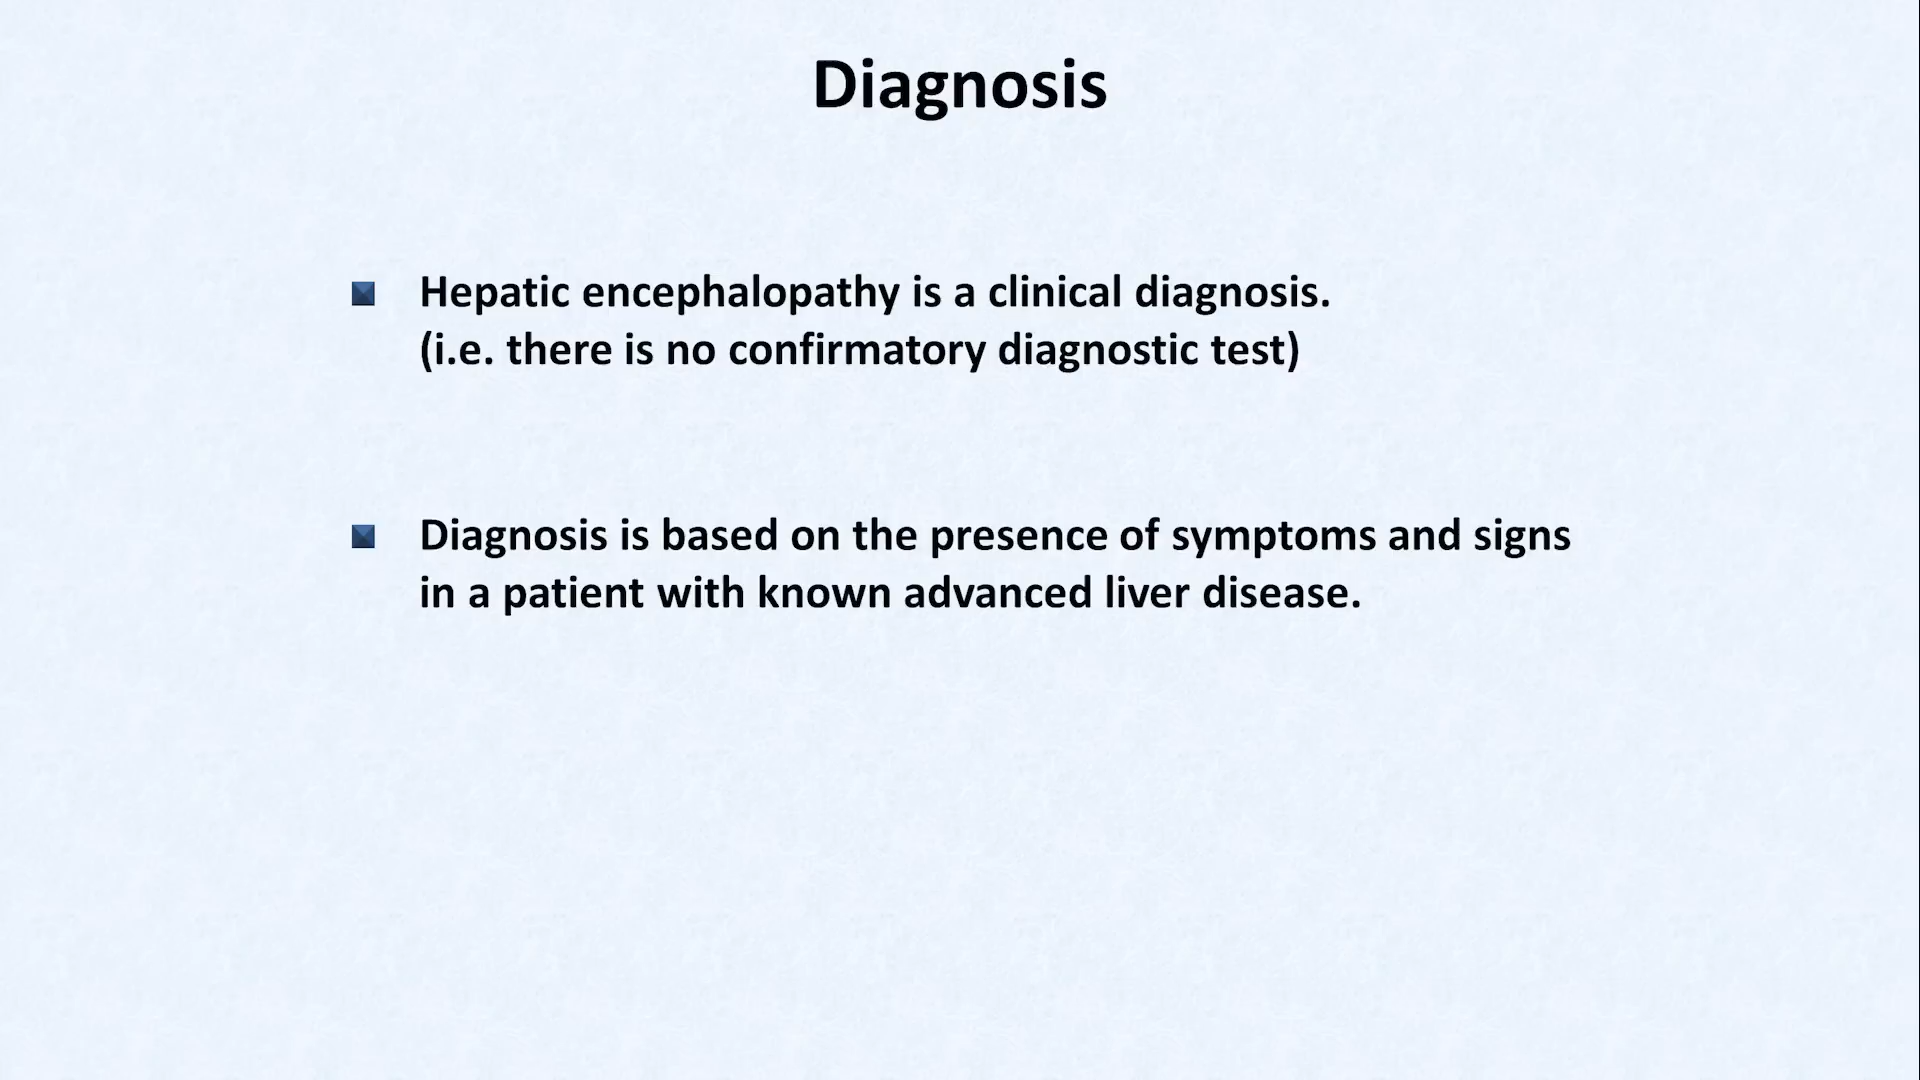 Diagnosis
Hepatic encephalopathy is a clinical diagnosis.
(i.e. there is no confirmatory diagnostic test)
Diagnosis is based on the presence of symptoms and signs
in a patient with known advanced liver disease.